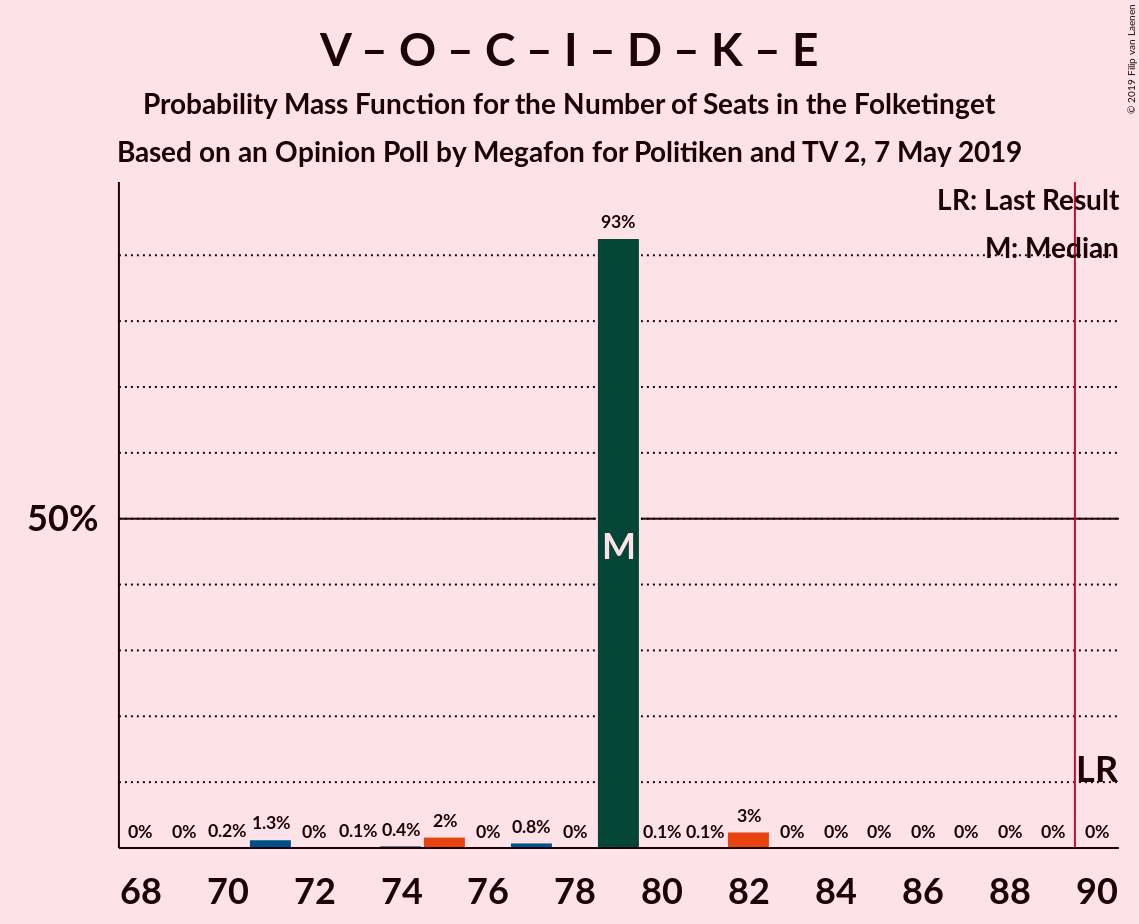 V – O – C – I – D – K – E
Probability Mass Function for the Number of Seats in the Folketinget
Based on an Opinion Poll by Megafon for Politiken and TV 2, 7 May 2019
© 2019 Filip van Laenen
LR: Last Result
M: Median
93%
50%
M
LR
0% 0% 0.2% 1.3% 0% 0.1% 0.4% 2% 0% 0.8% 0% 0.1% 0.1% 3% 0% 0% 0% 0% 0% 0% 0% 0%
68 70 72 74 76 78 80 82 84 86 88 90